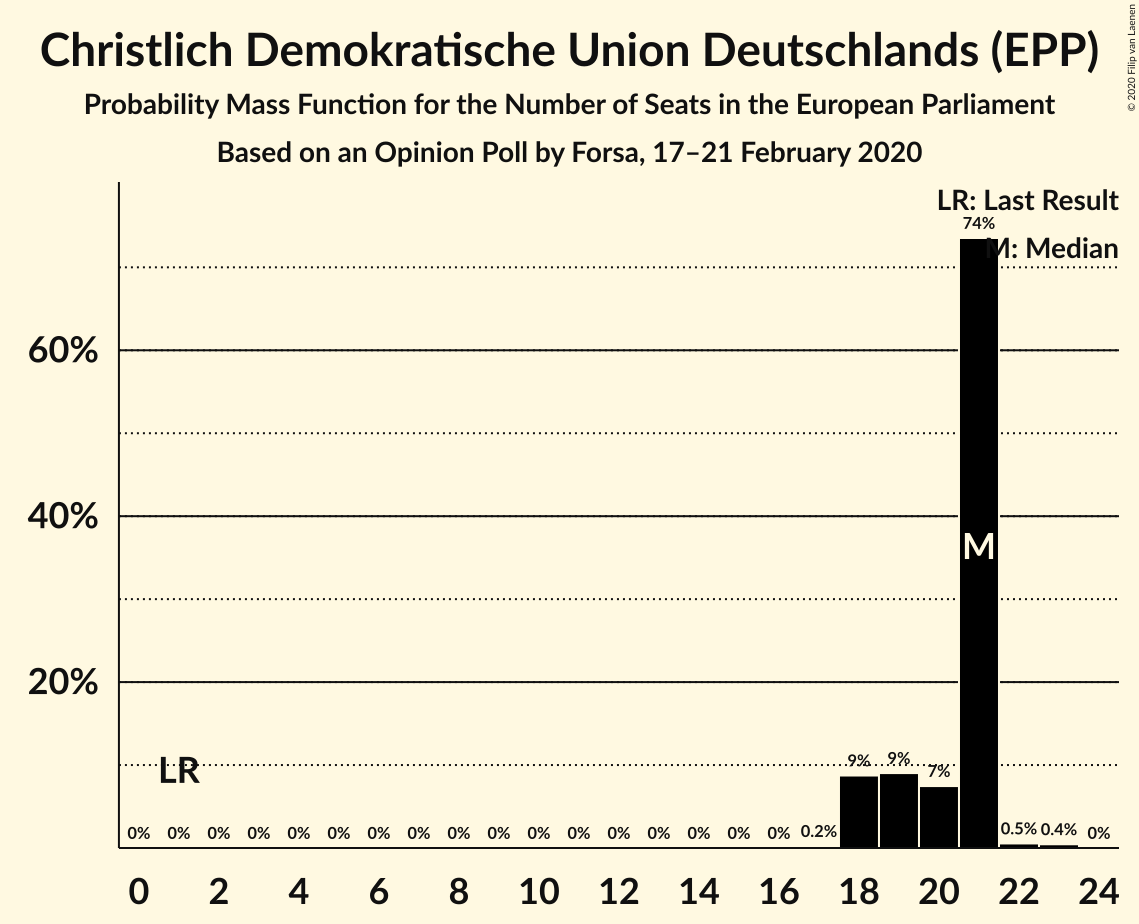 Christlich Demokratische Union Deutschlands (EPP)
Probability Mass Function for the Number of Seats in the European Parliament
Based on an Opinion Poll by Forsa, 17–21 February 2020
© 2020 Filip van Laenen
LR: Last Result
74%
M: Median
60%
40%
M
20%
LR
9% 9% 7%
0% 0% 0% 0% 0% 0% 0% 0% 0% 0% 0% 0% 0% 0% 0% 0% 0% 0.2% 0.5% 0.4% 0%
0 2 4 6 8 10 12 14 16 18 20 22 24